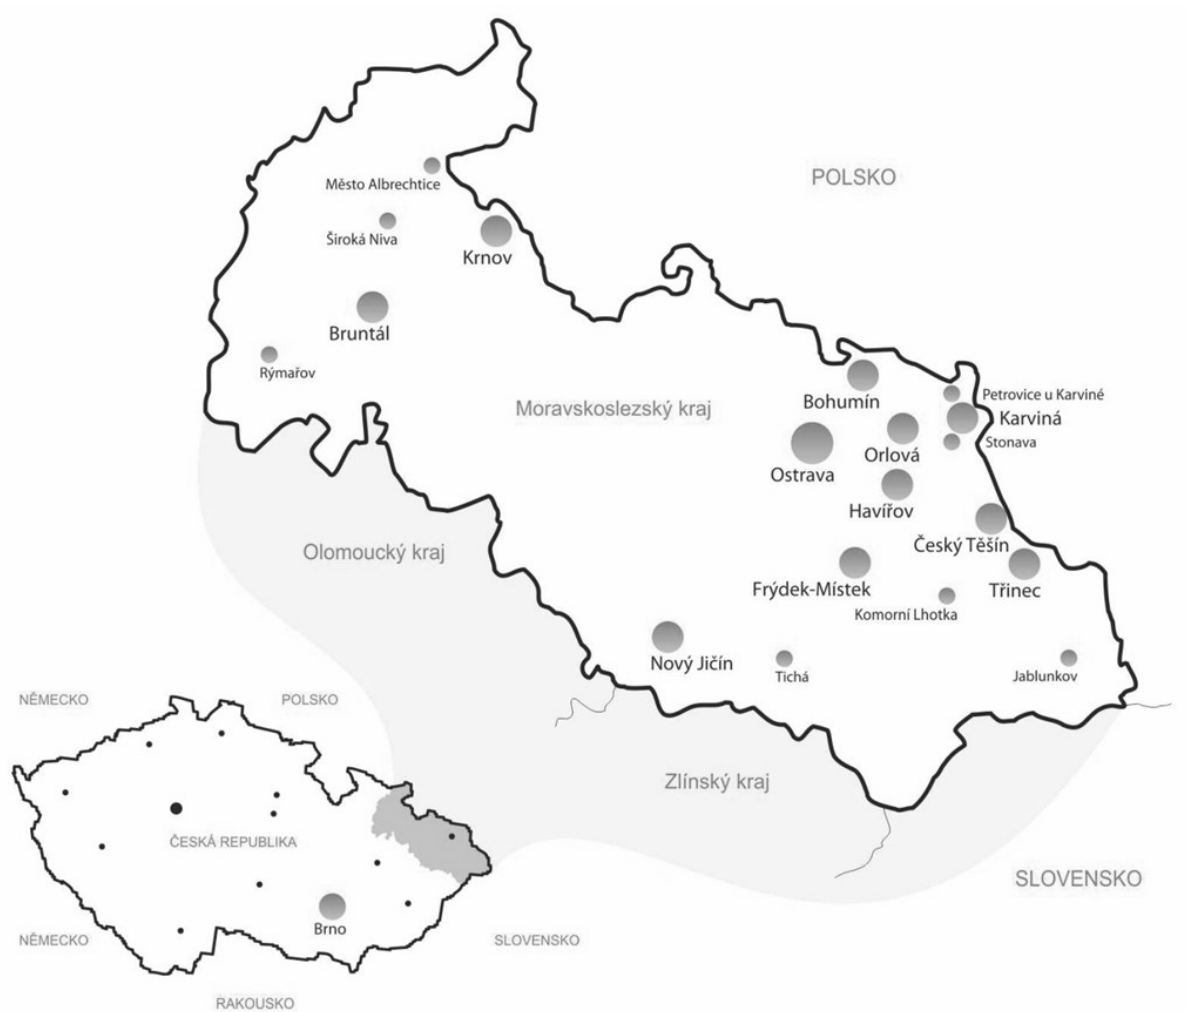 POLSKO
Město Albrechtice
Široká Niva
Krnov
Bruntál
Rýmařov
Moravskoslezský kraj
Bohumín
Petrovice u Karviné
Karviná
Orlová
Stonava
Ostrava
Havířov
Český Těšín
Olomoucký kraj
Frýdek-Místek
Třinec
Komorní Lhotka
Nový Jičín
Tichá
Jablunkov
Zlínský kraj
SLOVENSKO
NĚMECKO
POLSKO
ČESKÁ REPUBLIKA
Brno
NĚMECKO
SLOVENSKO
RAKOUSKO